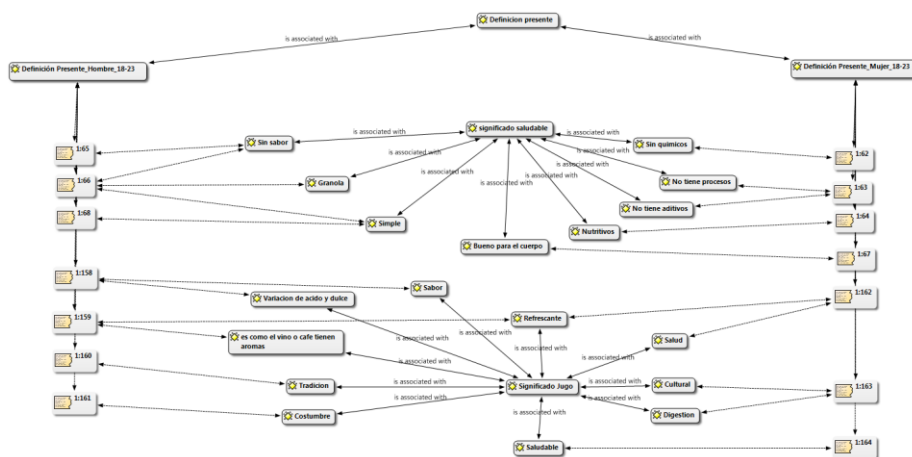 Definicion presente
is associated with
is associated with
Definición Presente_Hombre_18-23
Definición Presente_Mujer_18-23
significado saludable
is associated with
is associated with
Sin sabor
Sin quimicos
1:65
is associated with
is associated with
1:62
Granola
No tiene procesos
1:66
1:63
is associated with
is associated with
No tiene aditivos
1:68
Simple
is associated with
is associated with
Nutritivos
1:64
Bueno para el cuerpo
1:67
1:158
Sabor
Variacion de acido y dulce
1:162
1:159
Refrescante
es como el vino o cafe tienen
aromas
is associated with
is associated with
is associated with
Salud
is associated with
is associated with
1:160
Tradicion
is associated with
Significado Jugo
is associated with
Cultural
1:163
1:161
Costumbre
is associated with
is associated with
Digestion
is associated with
Saludable
1:164